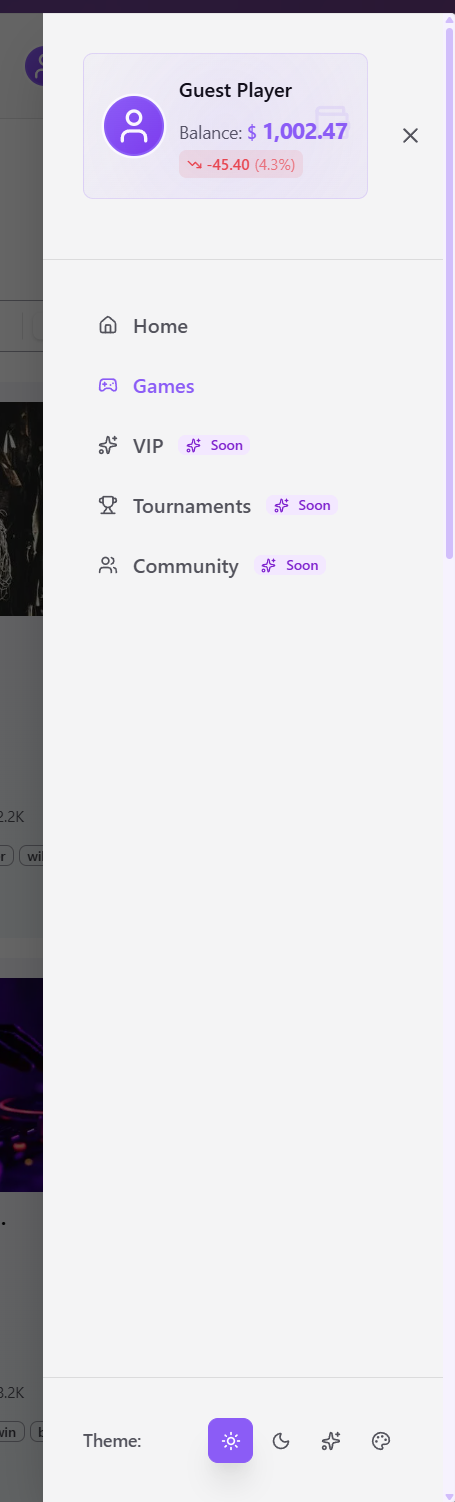 Guest Player
Balance: $ 1,002.47
-45.40 (4.3%)
Home
Games
VIP Soon
Tournaments Soon
Community Soon
2.2K
r wil
.
3.2K
win b
Theme: